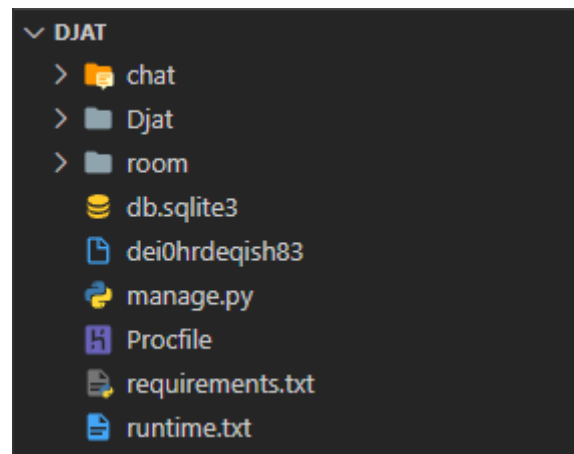 DJAT
chat
Djat
room
db.sqlite3
dei0hrdeqish83
manage.py
Procfile
requirements.txt
runtime.txt